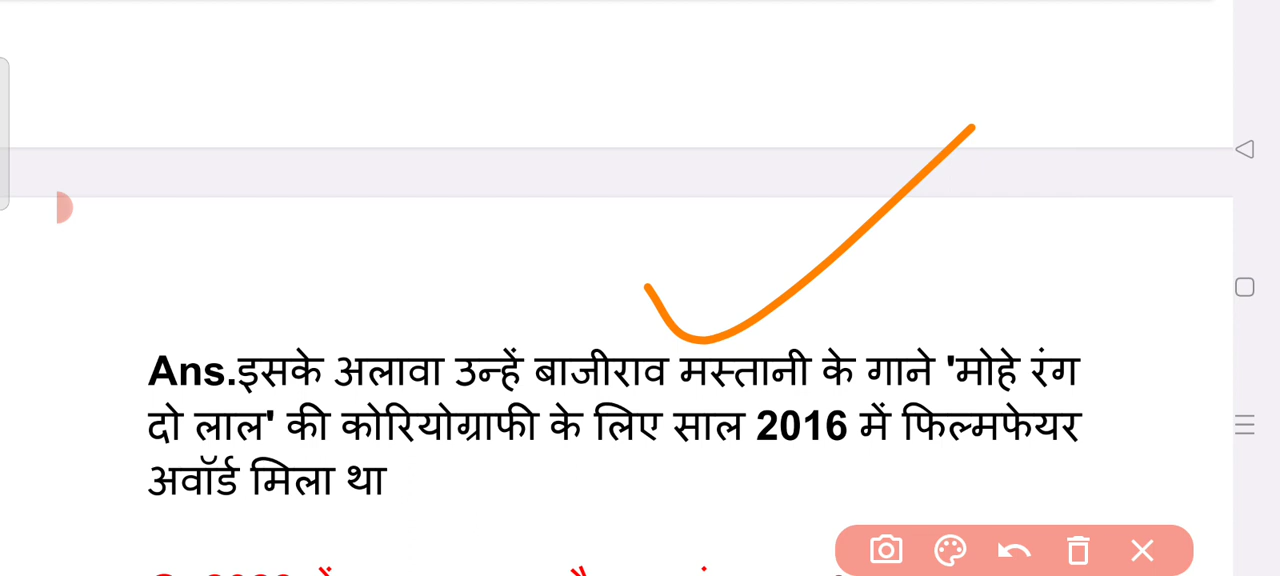 Ans.इसके अलावा उन्हें बाजीराव मस्तानी के गाने 'मोहे रंग
दो लाल' की कोरियोग्राफी के लिए साल 2016 में फिल्मफेयर
अवॉर्ड मिला था